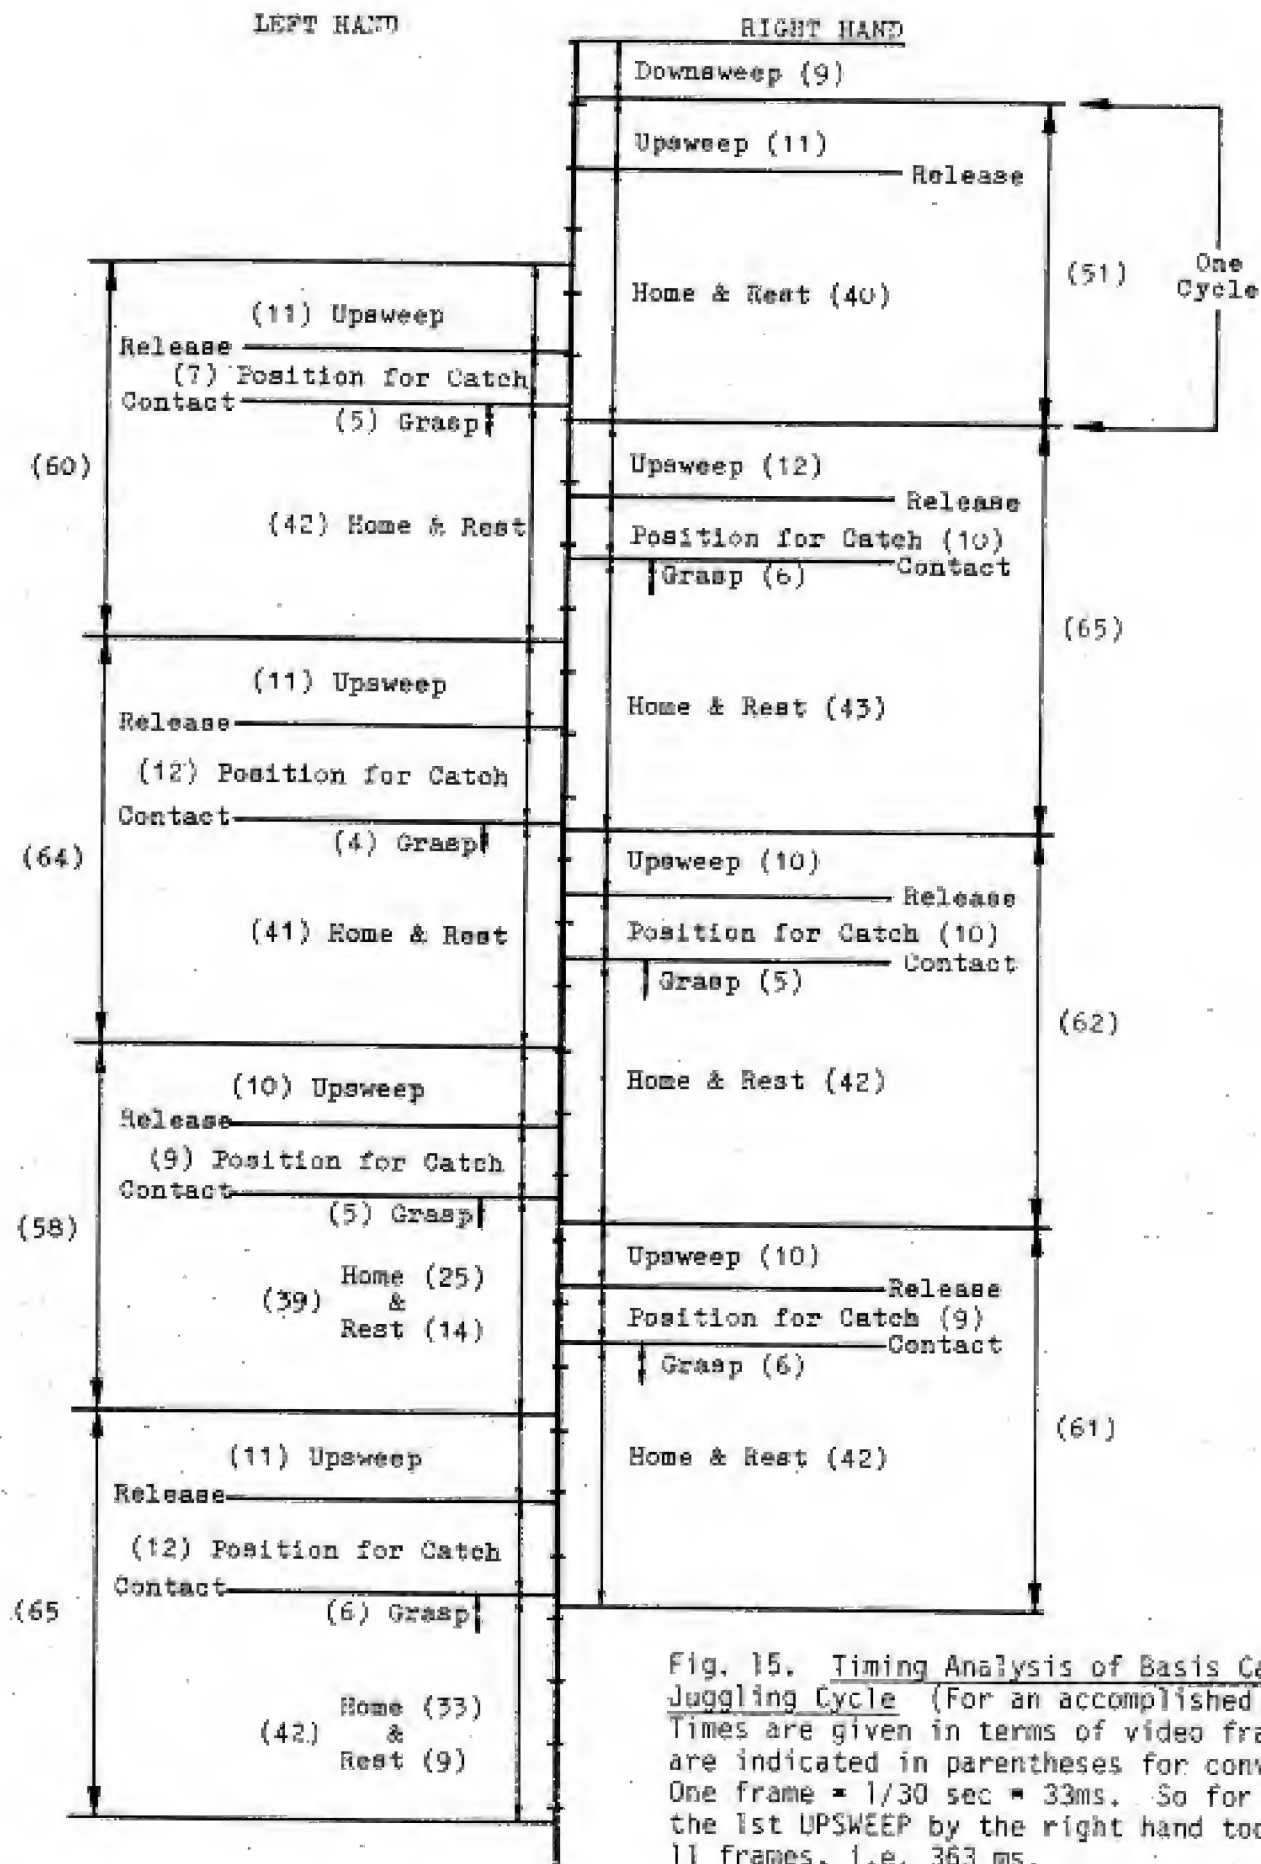 LEFT HAND
RIGHT HAND
Downsweep (9)
Upsweep (11)
Release
Home & Rest (40)
(51)
One
Cycle
(11) Upsweep
Release
(7) Position for Catch
Contact
(5) Grasp
(60)
(42) Home & Rest
Upsweep (12)
Release
Position for Catch (10)
Contact
Grasp (6)
(65)
Home & Rest (43)
(11) Upsweep
Release
(12) Position for Catch
Contact
(4) Grasp
(64)
(41) Home & Rest
Upsweep (10)
Release
Position for Catch (10)
Contact
Grasp (5)
(62)
Home & Rest (42)
(10) Upsweep
Release
(9) Position for Catch
Contact
(5) Grasp
(58)
Home (25)
(39) &
Rest (14)
Upsweep (10)
Release
Position for Catch (9)
Contact
Grasp (6)
(61)
Home & Rest (42)
(11) Upsweep
Release
(12) Position for Catch
Contact
(6) Grasp
(65
Home (33)
(42) &
Rest (9)
Fig. 15. Timing Analysis of Basis Ca
Juggling Cycle (For an accomplished
Times are given in terms of video fra
are indicated in parentheses for conv
One frame = 1/30 sec = 33ms. So for
the 1st UPSWEEP by the right hand too
11 frames, i.e. 363 ms.